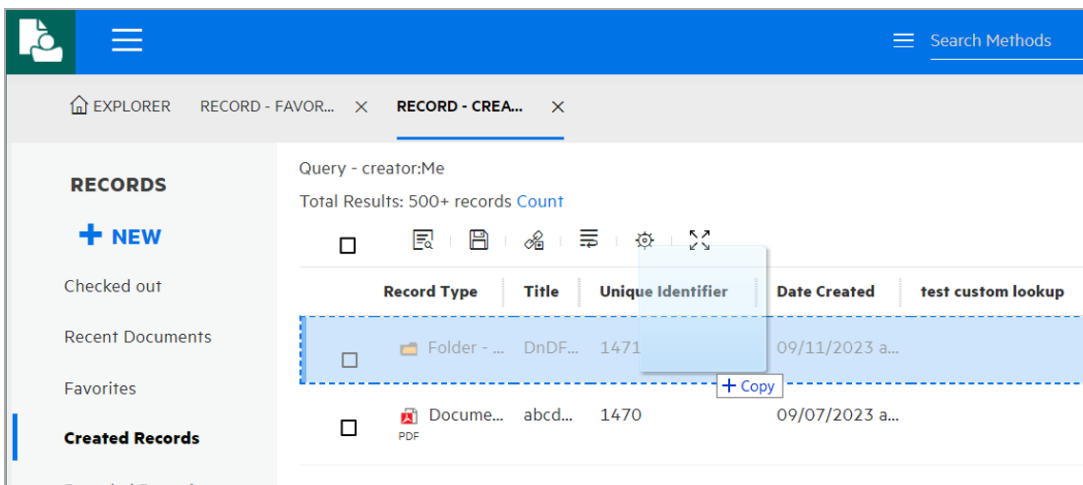 Search Methods
EXPLORER RECORD - FAVOR... RECORD - CREA...
RECORDS
NEW
Checked out
Recent Documents
Favorites
Created Records
Query - creator:Me
Total Results: 500+ records Count
Record Type Title Unique Identifier Date Created test custom lookup
Folder - ... DnDF... 1471 09/11/2023 a...
+ Copy
Docume... abcd... 1470 09/07/2023 a...
PDF